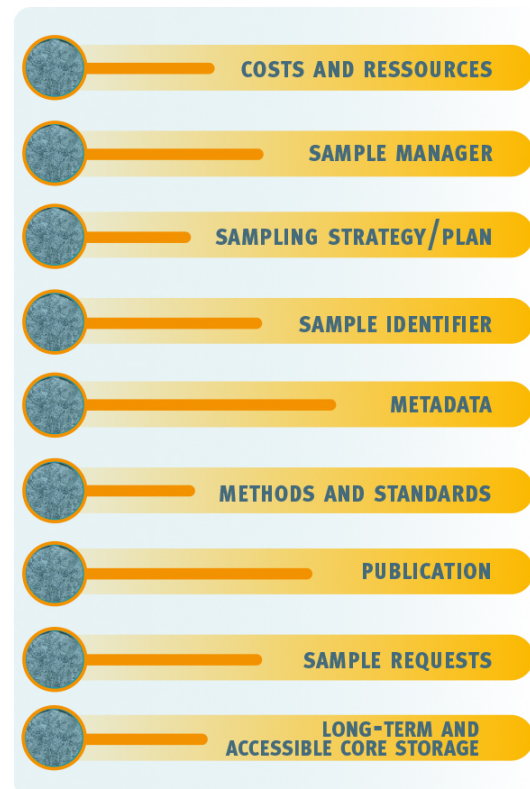 COSTS AND RESSOURCES
SAMPLE MANAGER
SAMPLING STRATEGY/PLAN
SAMPLE IDENTIFIER
METADATA
METHODS AND STANDARDS
PUBLICATION
SAMPLE REQUESTS
LONG-TERM AND
ACCESSIBLE CORE STORAGE